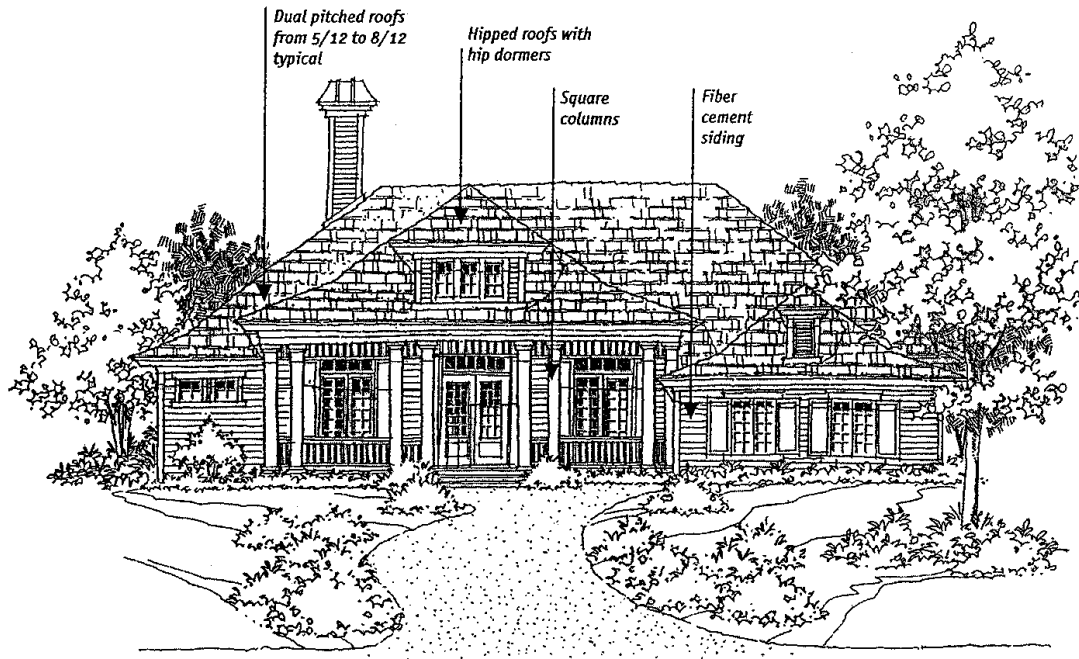 Dual pitched roofs
from 5/12 to 8/12
typical
Hipped roofs with
hip dormers
Square
columns
Fiber
cement
siding